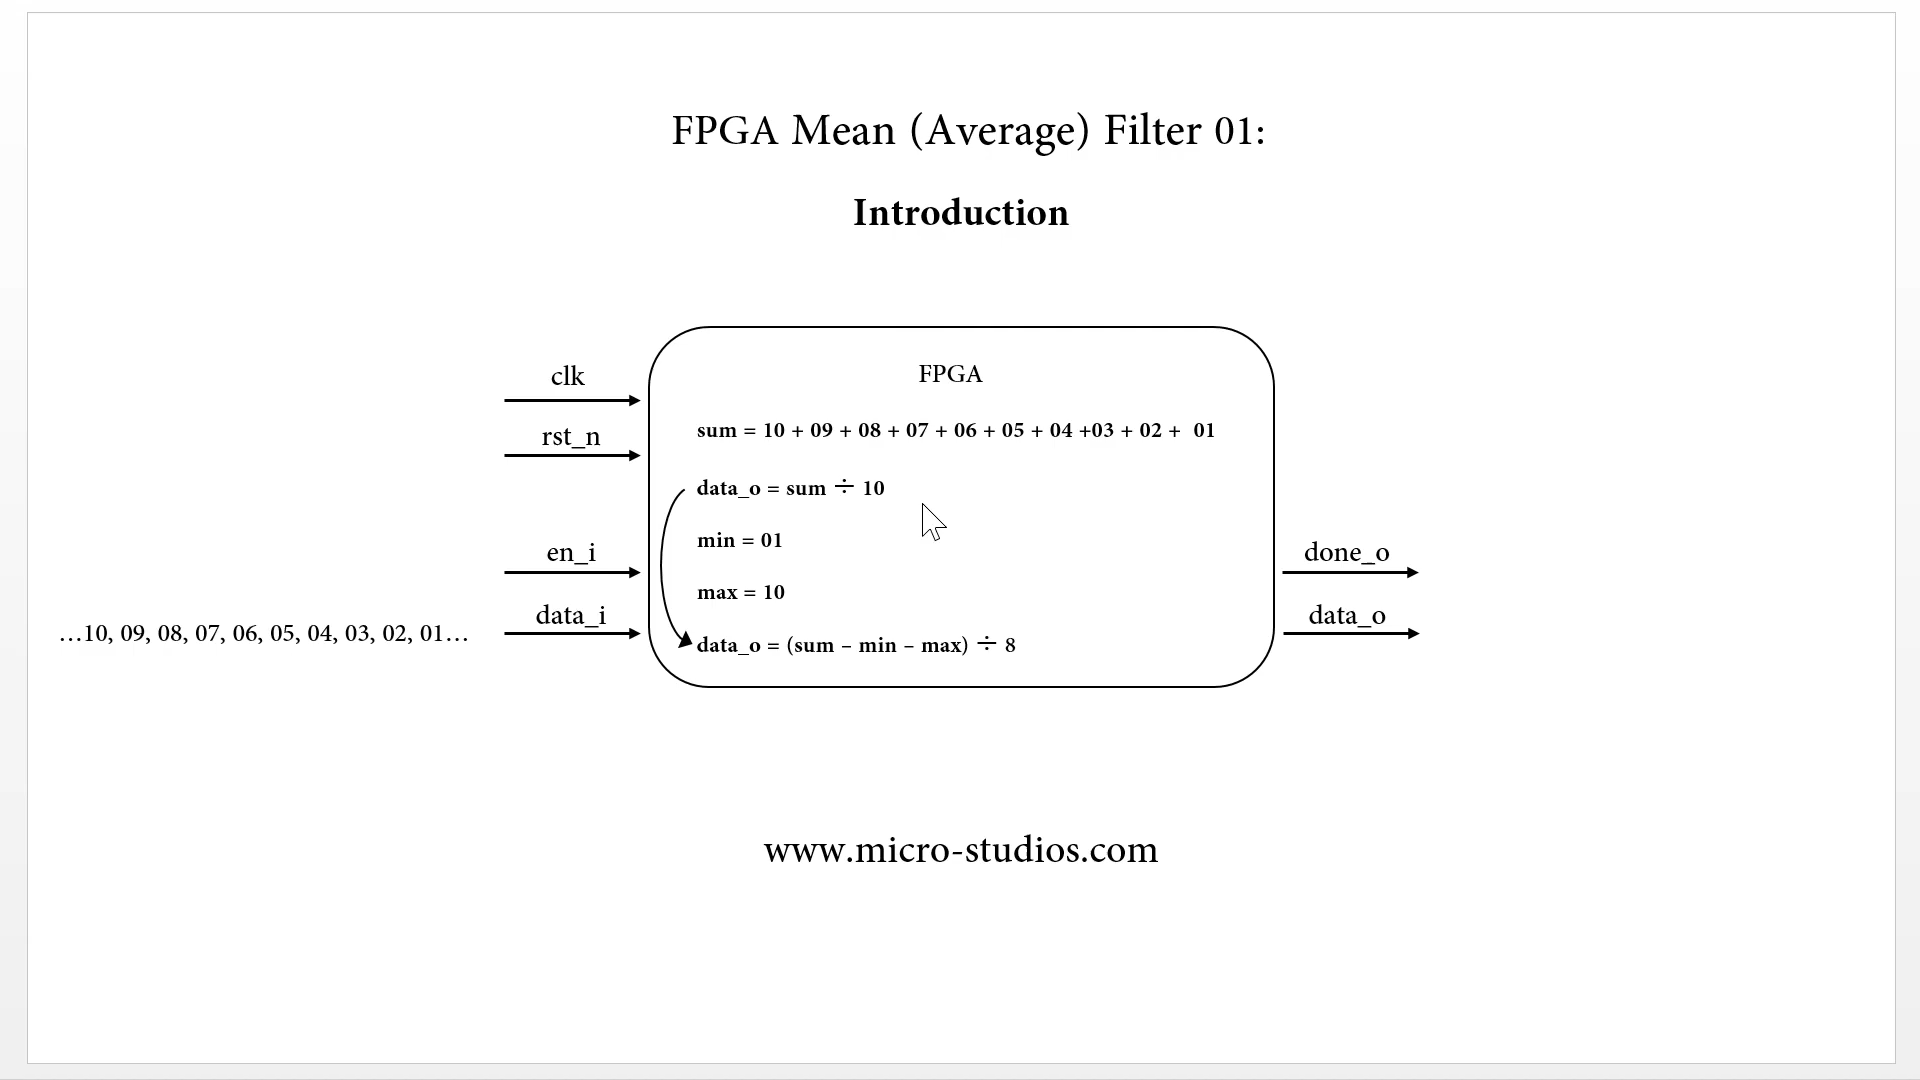 FPGA Mean (Average) Filter 01:
Introduction
clk
rst_n
en_i
data_i
...10, 09, 08, 07, 06, 05, 04, 03, 02, 01...
FPGA
sum = 10 + 09 + 08 + 07 + 06 + 05 + 04 +03 + 02 + 01
data_o = sum ÷ 10
min = 01
max = 10
data_o = (sum – min – max) ÷ 8
done_o
data_o
www.micro-studios.com